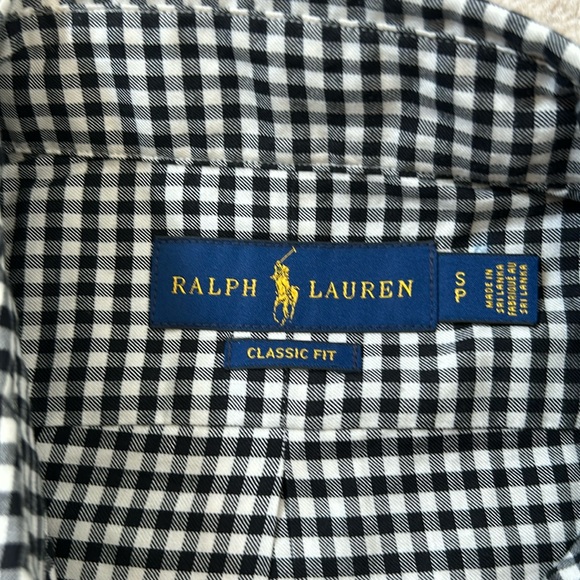 RALPH LAUREN
CLASSIC FIT
S
P
MADE IN
SRI LANKA
FABRIQUÉ AU
SRI LANKA